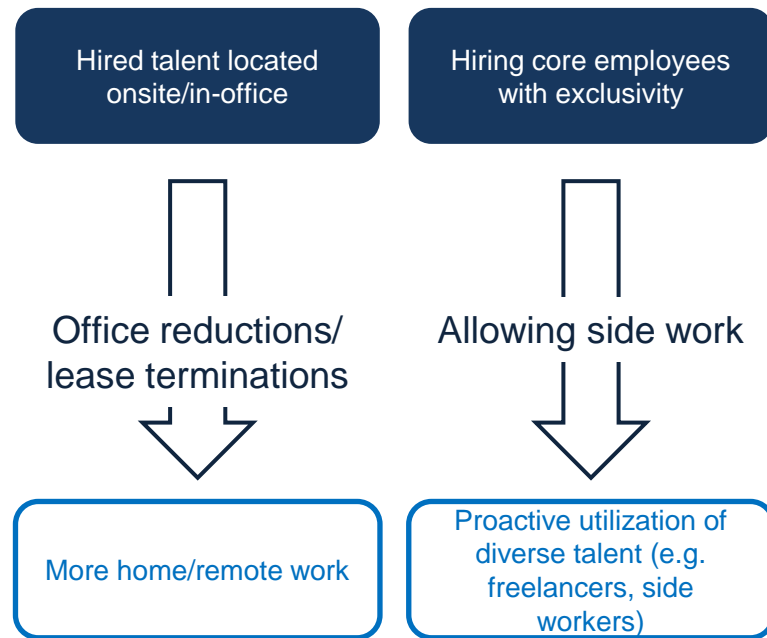 Hired talent located
onsite/in-office
Hiring core employees
with exclusivity
Office reductions/
lease terminations
Allowing side work
More home/remote work
Proactive utilization of
diverse talent (e.g.
freelancers, side
workers)